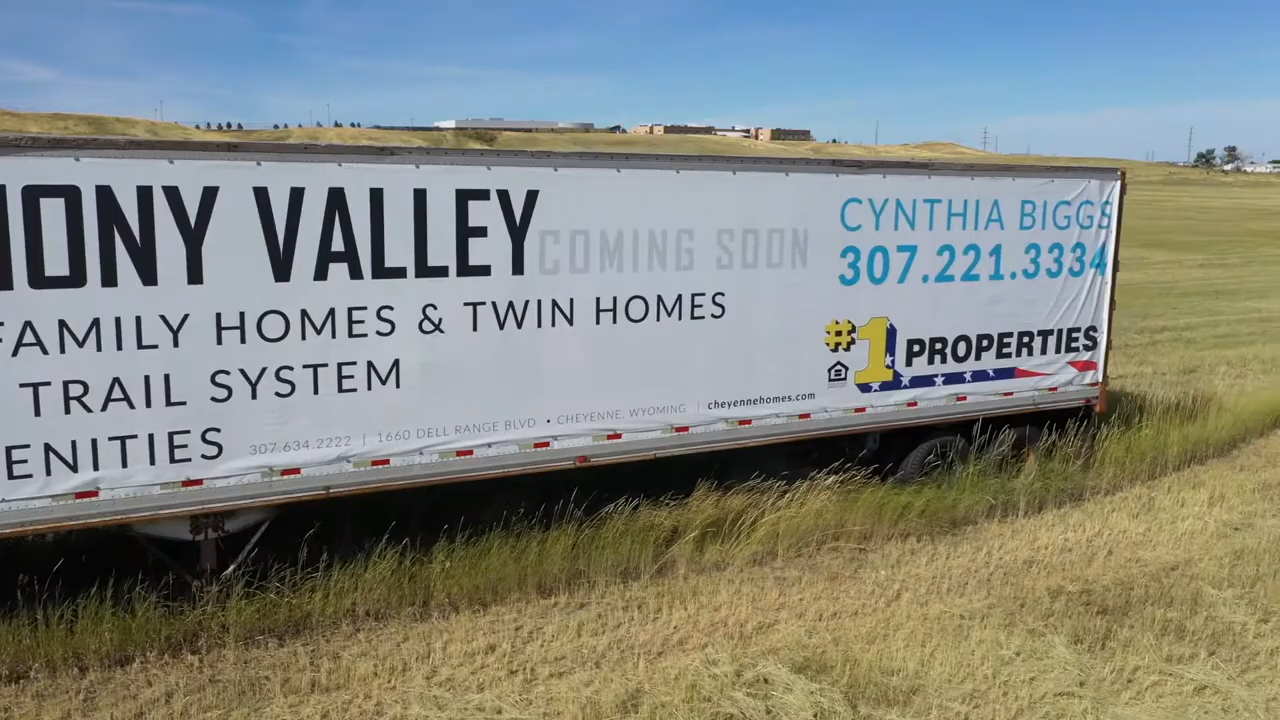 HONY VALLEY COMING SOON
FAMILY HOMES & TWIN HOMES
TRAIL SYSTEM
ENITIES
307.634.2222 | 1660 DELL RANGE BLVD • CHEYENNE, WYOMING | cheyennehomes.com
CYNTHIA BIGGS
307.221.3334
#1 PROPERTIES